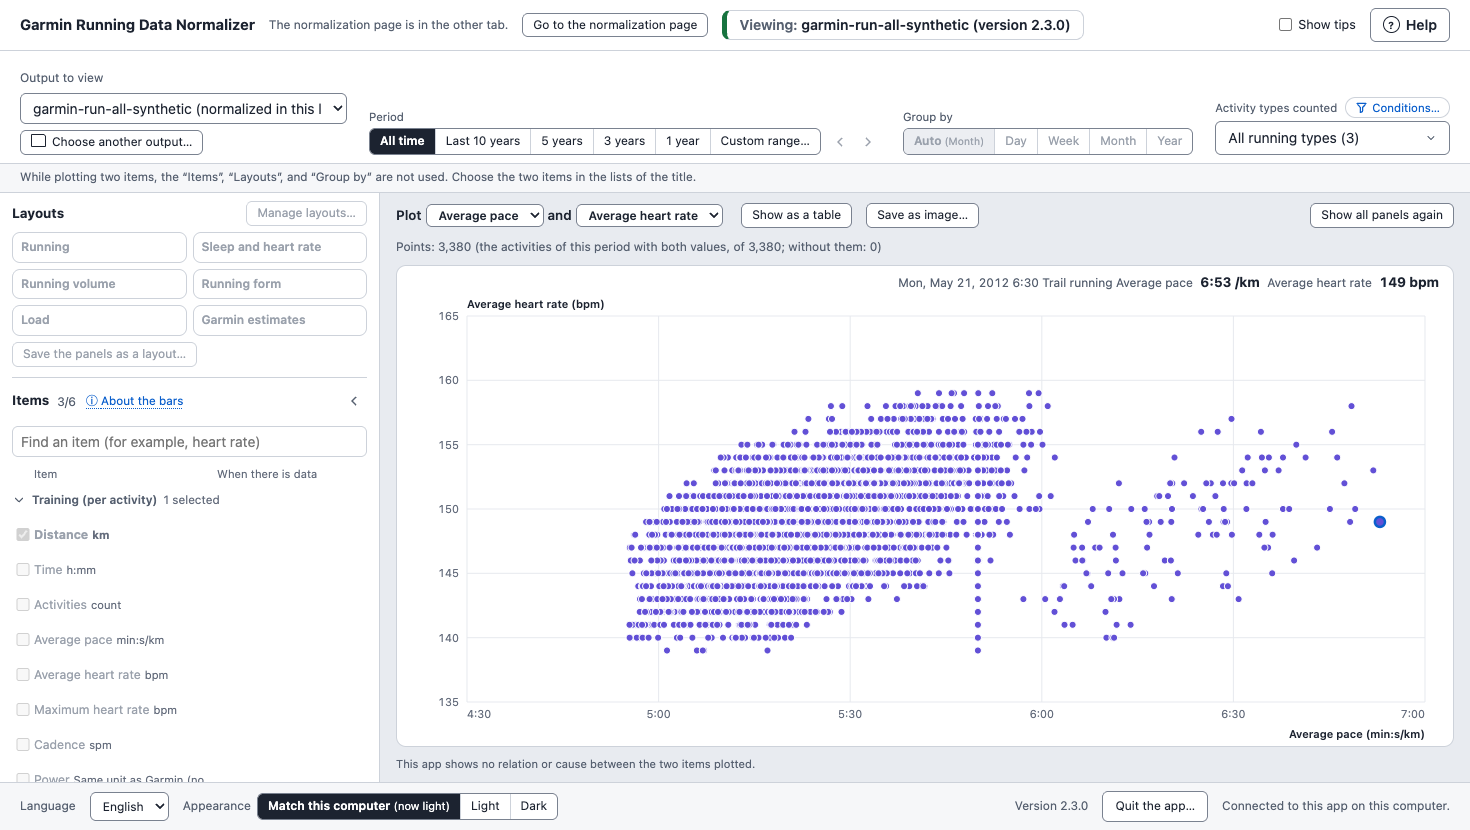 Garmin Running Data Normalizer
The normalization page is in the other tab.
Go to the normalization page
Viewing: garmin-run-all-synthetic (version 2.3.0)
Show tips
Help
Output to view
garmin-run-all-synthetic (normalized in this l
Choose another output...
Period
All time
Last 10 years
5 years
3 years
1 year
Custom range...
Group by
Auto (Month)
Day
Week
Month
Year
Activity types counted
Conditions...
All running types (3)
While plotting two items, the “Items”, “Layouts”, and “Group by” are not used. Choose the two items in the lists of the title.
Layouts
Manage layouts...
Running
Sleep and heart rate
Running volume
Running form
Load
Garmin estimates
Save the panels as a layout...
Items 3/6 About the bars
Find an item (for example, heart rate)
Item
When there is data
Training (per activity) 1 selected
Distance km
Time h:mm
Activities count
Average pace min:s/km
Average heart rate bpm
Maximum heart rate bpm
Cadence spm
Power Same unit as Garmin (no
Plot Average pace and Average heart rate
Show as a table
Save as image...
Show all panels again
Points: 3,380 (the activities of this period with both values, of 3,380; without them: 0)
Mon, May 21, 2012 6:30 Trail running Average pace 6:53 /km Average heart rate 149 bpm
Average heart rate (bpm)
165
160
155
150
145
140
135
4:30
5:00
5:30
6:00
6:30
7:00
Average pace (min:s/km)
This app shows no relation or cause between the two items plotted.
Language
English
Appearance
Match this computer (now light)
Light
Dark
Version 2.3.0
Quit the app...
Connected to this app on this computer.